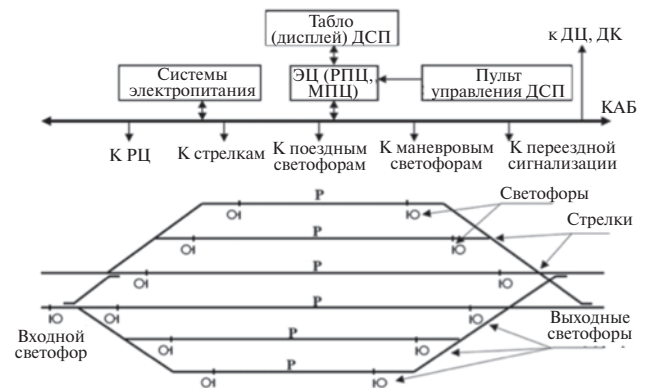 Табло
(дисплей) ДСП
к ДЦ, ДК
Системы
электропитания
ЭЦ (РПЦ,
МПЦ)
Пульт
управления ДСП
КАБ
К РЦ
К стрелкам
К поездным
светофорам
К маневровым
светофорам
К переездной
сигнализации
Р
Светофоры
Стрелки
Р
Р
Р
Входной
светофор
Выходные
светофоры
Р
Р